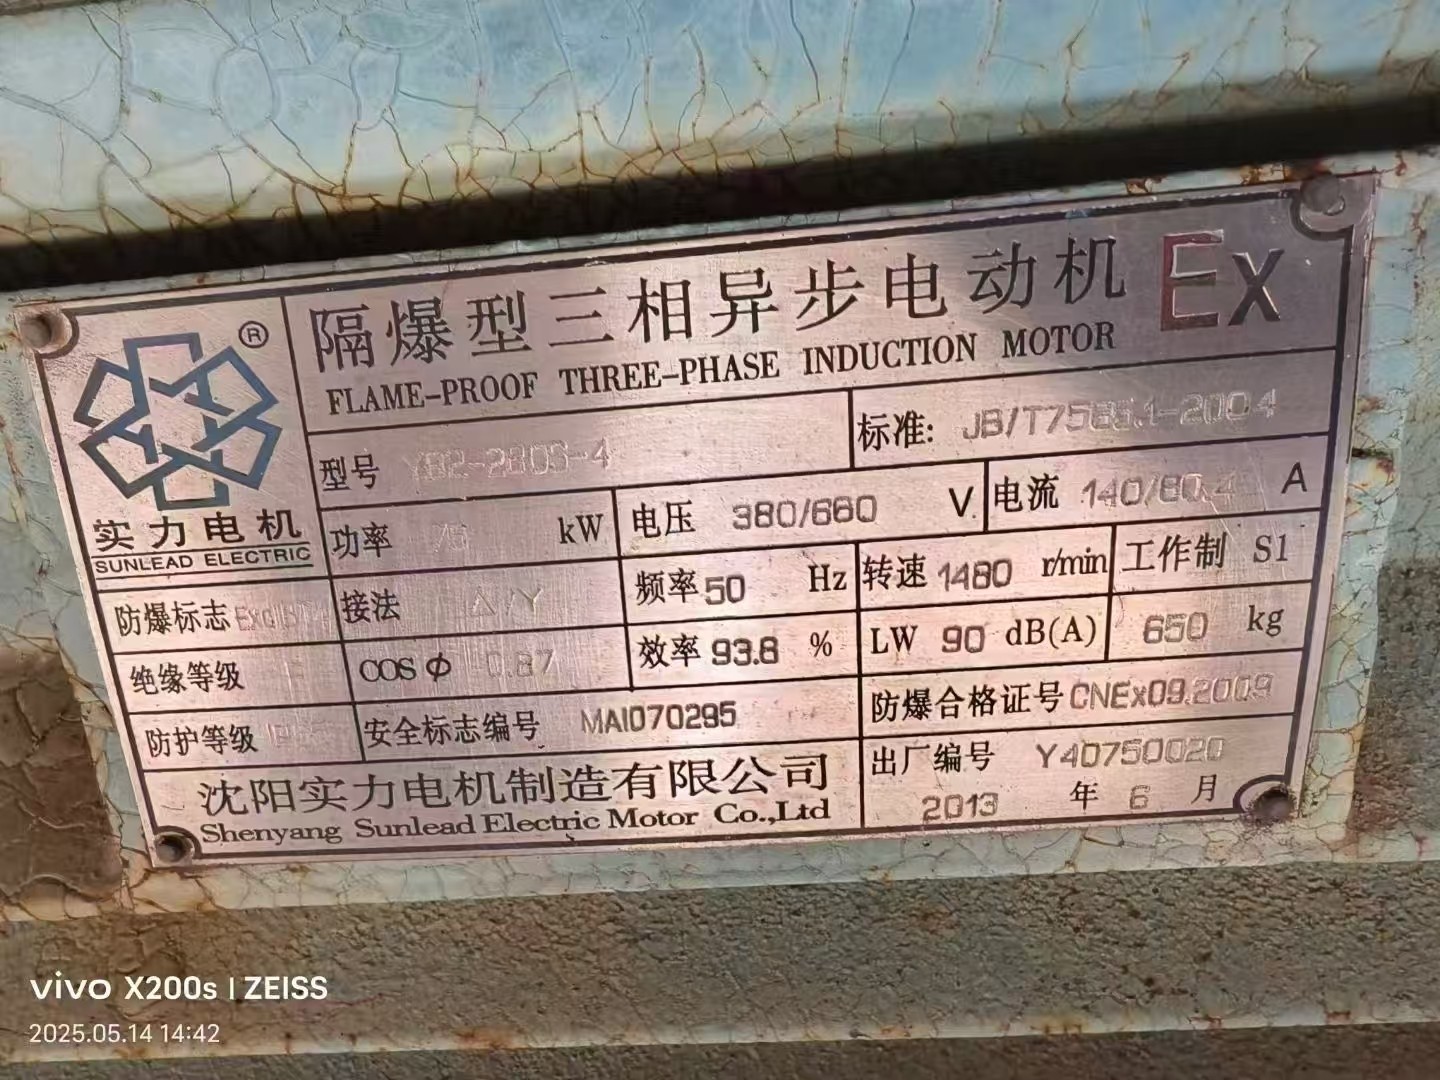 隔爆型三相异步电动机 Ex
FLAME-PROOF THREE-PHASE INDUCTION MOTOR
®
实力电机
SUNLEAD ELECTRIC
型号 YB2-280S-4 标准: JB/T7565.1-2004
功率 75 kW 电压 380/660 V 电流 140/80.4 A
防爆标志 接法 △/Y 频率 50 Hz 转速 1480 r/min 工作制 S1
绝缘等级 F COS Φ 0.87 效率 93.8 % LW 90 dB(A) 650 kg
防护等级 安全标志编号 MAI070295 防爆合格证号 CNEx09.2009
沈阳实力电机制造有限公司 出厂编号 Y40750020
Shenyang Sunlead Electric Motor Co.,Ltd 2013 年 6 月
vivo X200s | ZEISS
2025.05.14 14:42